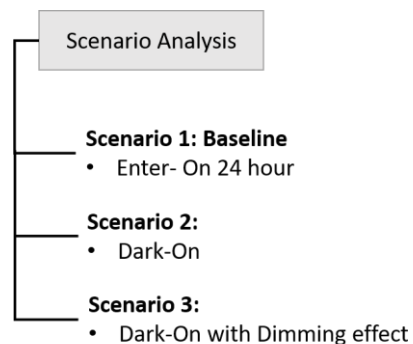 Scenario Analysis
Scenario 1: Baseline
• Enter- On 24 hour
Scenario 2:
• Dark-On
Scenario 3:
• Dark-On with Dimming effect